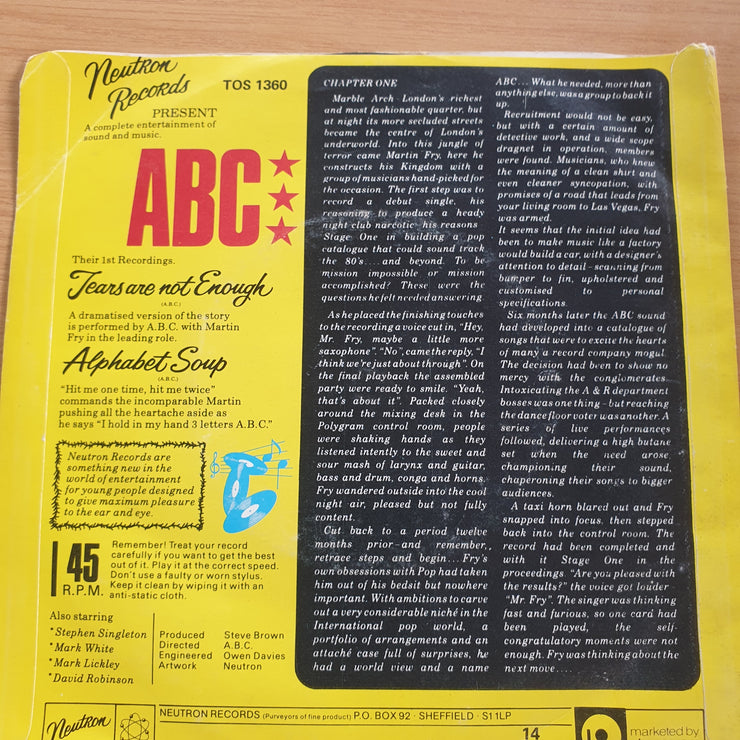 Neutron
Records
TOS 1360
PRESENT
A complete entertainment of
sound and music.
ABC
Their 1st Recordings.
Tears are not Enough
(A.B.C.)
A dramatised version of the story
is performed by A.B.C. with Martin
Fry in the leading role.
Alphabet Soup
(A.B.C.)
"Hit me one time, hit me twice"
commands the incomparable Martin
pushing all the heartache aside as
he says "I hold in my hand 3 letters A.B.C."
Neutron Records are
something new in the
world of entertainment
for young people designed
to give maximum pleasure
to the ear and eye.
45
R.P.M.
Remember! Treat your record
carefully if you want to get the best
out of it. Play it at the correct speed.
Don't use a faulty or worn stylus.
Keep it clean by wiping it with an
anti-static cloth.
Also starring
*Stephen Singleton
*Mark White
*Mark Lickley
*David Robinson
Produced Steve Brown
Directed A.B.C.
Engineered Owen Davies
Artwork Neutron
CHAPTER ONE
Marble Arch London's richest
and most fashionable quarter, but
at night its more secluded streets
became the centre of London's
underworld. Into this jungle of
terror came Martin Fry, here he
constructs his Kingdom with a
group of musicians hand-picked for
the occasion. The first step was to
record a debut single, his
reasoning to produce a heady
night club narcotic his reasons
Stage One in building a pop
catalogue that could sound track
the 80's.... and beyond. To be
mission impossible or mission
accomplished? These were the
questions he felt needed answering
As he placed the finishing touches
to the recording a voice cut in, "Hey,
Mr. Fry, maybe a little more
saxophone". "No", came the reply, "I
think we're just about through". On
the final playback the assembled
party were ready to smile. "Yeah,
that's about it". Packed closely
around the mixing desk in the
Polygram control room, people
were shaking hands as they
listened intently to the sweet and
sour mash of larynx and guitar,
bass and drum, conga and horns.
Fry wandered outside into the cool
night air, pleased but not fully
content.
Cut back to a period twelve
months prior – and remember,
retrace steps and begin... Fry's
own obsessions with Pop had taken
him out of his bedsit but nowhere
important. With ambitions to carve
out a very considerable niché in the
International pop world, a
portfolio of arrangements and an
attaché case full of surprises, he
had a world view and a name
ABC... What he needed, more than
anything else, was a group to back it
up.
Recruitment would not be easy,
but with a certain amount of
detective work, and a wide scope
dragnet in operation, members
were found. Musicians, who knew
the meaning of a clean shirt and
even cleaner syncopation, with
promises of a road that leads from
your living room to Las Vegas, Fry
was armed.
It seems that the initial idea had
been to make music like a factory
would build a car, with a designer's
attention to detail – scanning from
bumper to fin, upholstered and
customised to personal
specifications.
Six months later the ABC sound
had developed into a catalogue of
songs that were to excite the hearts
of many a record company mogul.
The decision had been to show no
mercy with the conglomerates.
Intoxicating the A & R department
bosses was one thing – but reaching
the dancefloor voter was another. A
series of live performances
followed, delivering a high butane
set when the need arose,
championing their sound,
chaperoning their songs to bigger
audiences.
A taxi horn blared out and Fry
snapped into focus, then stepped
back into the control room. The
record had been completed and
with it Stage One in the
proceedings. "Are you pleased with
the results?" the voice got louder
"Mr. Fry". The singer was thinking
fast and furious, so one card had
been played, the self-
congratulatory moments were not
enough. Fry was thinking about the
next move....
Neutron
NEUTRON RECORDS (Purveyors of fine product) P.O. BOX 92 · SHEFFIELD · S1 1LP
14
marketed by